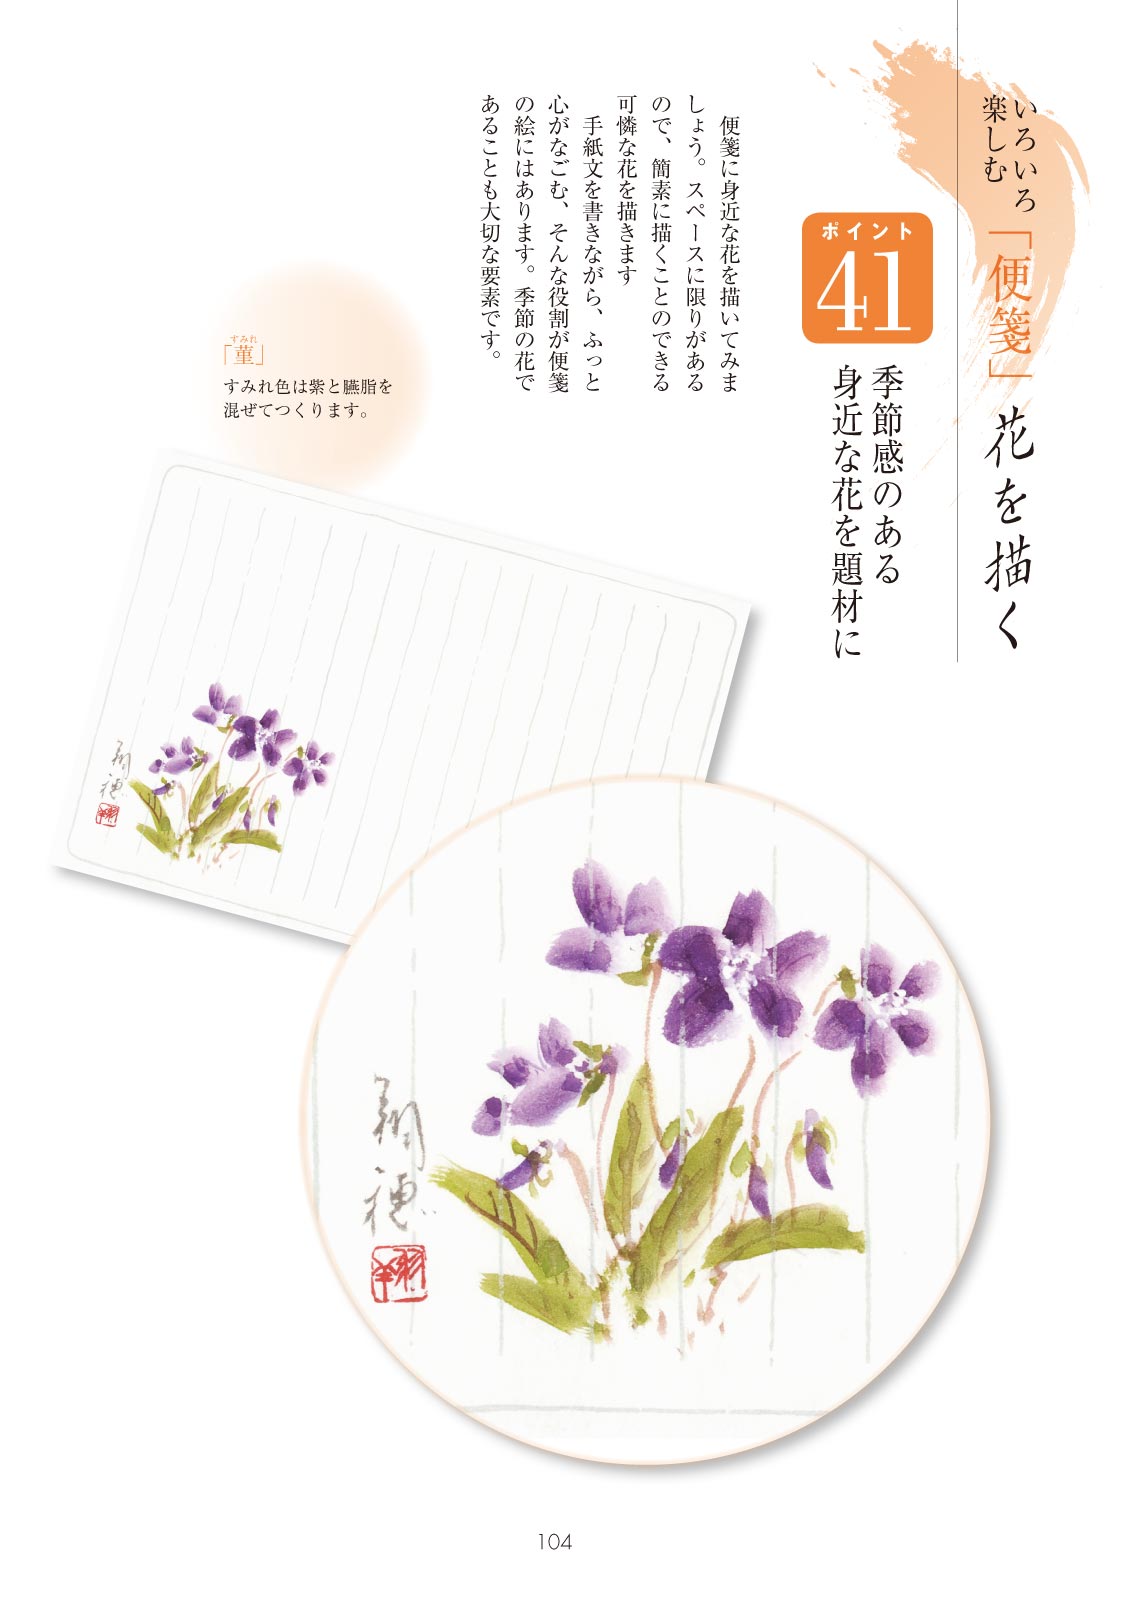 いろいろ
楽しむ
「便箋」花を描く
ポイント
41
季節感のある
身近な花を題材に
便箋に身近な花を描いてみま
しょう。スペースに限りがある
ので、簡素に描くことのできる
可憐な花を描きます
手紙文を書きながら、ふっと
心がなごむ、そんな役割が便箋
の絵にはあります。季節の花で
あることも大切な要素です。
すみれ
「菫」
すみれ色は紫と臙脂を
混ぜてつくります。
104